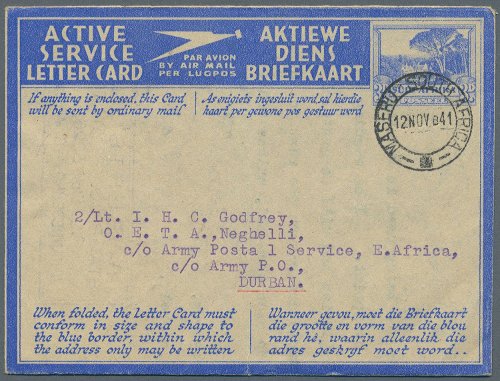 ACTIVE SERVICE LETTER CARD
PAR AVION
BY AIR MAIL
PER LUGPOS
AKTIEWE DIENS BRIEFKAART
If anything is enclosed, this Card
will be sent by ordinary mail
As enigiets ingesluit word, sal hierdie
kaart per gewone pos gestuur word
MASERU SOUTH AFRICA
12 NOV 41
2/Lt. I. H. C. Godfrey,
O. E. T. A., Neghelli,
c/o Army Posta l Service, E.Africa,
c/o Army P.O.,
DURBAN.
When folded, the Letter Card must
conform in size and shape to
the blue border, within which
the address only may be written
Wanneer gevou, moet die Briefkaart
die grootte en vorm van die blou
rand hê, waarin alleenlik die
adres geskryf moet word..